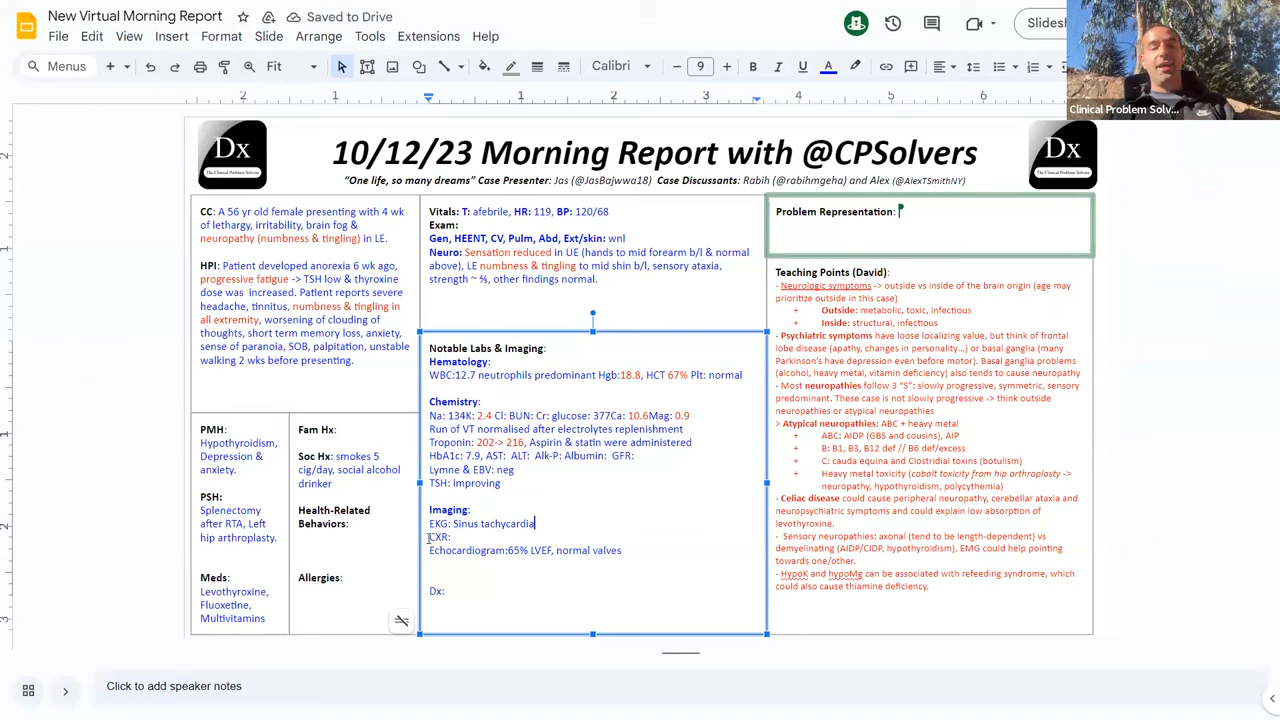 New Virtual Morning Report
Saved to Drive
File Edit View Insert Format Slide Arrange Tools Extensions Help
Slidesh
Menus
Fit
Calibri
9
B I U A
2 1 1 2 3 4 5 6
Clinical Problem Solv...
Dx
The Clinical Problem Solvers
10/12/23 Morning Report with @CPSolvers
“One life, so many dreams” Case Presenter: Jas (@JasBajwwa18) Case Discussants: Rabih (@rabihmgeha) and Alex (@AlexTSmithNY)
Dx
The Clinical Problem Solvers
CC: A 56 yr old female presenting with 4 wk
of lethargy, irritability, brain fog &
neuropathy (numbness & tingling) in LE.
HPI: Patient developed anorexia 6 wk ago,
progressive fatigue -> TSH low & thyroxine
dose was increased. Patient reports severe
headache, tinnitus, numbness & tingling in
all extremity, worsening of clouding of
thoughts, short term memory loss, anxiety,
sense of paranoia, SOB, palpitation, unstable
walking 2 wks before presenting.
PMH:
Hypothyroidism,
Depression &
anxiety.
PSH:
Splenectomy
after RTA, Left
hip arthroplasty.
Meds:
Levothyroxine,
Fluoxetine,
Multivitamins
Fam Hx:
Soc Hx: smokes 5
cig/day, social alcohol
drinker
Health-Related
Behaviors:
Allergies:
Vitals: T: afebrile, HR: 119, BP: 120/68
Exam:
Gen, HEENT, CV, Pulm, Abd, Ext/skin: wnl
Neuro: Sensation reduced in UE (hands to mid forearm b/l & normal
above), LE numbness & tingling to mid shin b/l, sensory ataxia,
strength ~ ⅘, other findings normal.
Notable Labs & Imaging:
Hematology:
WBC:12.7 neutrophils predominant Hgb:18.8, HCT 67% Plt: normal
Chemistry:
Na: 134K: 2.4 Cl: BUN: Cr: glucose: 377Ca: 10.6Mag: 0.9
Run of VT normalised after electrolytes replenishment
Troponin: 202-> 216, Aspirin & statin were administered
HbA1c: 7.9, AST: ALT: Alk-P: Albumin: GFR:
Lymne & EBV: neg
TSH: improving
Imaging:
EKG: Sinus tachycardia
CXR:
Echocardiogram:65% LVEF, normal valves
Dx:
Problem Representation:
Teaching Points (David):
- Neurologic symptoms -> outside vs inside of the brain origin (age may
prioritize outside in this case)
+ Outside: metabolic, toxic, infectious
+ Inside: structural, infectious
- Psychiatric symptoms have loose localizing value, but think of frontal
lobe disease (apathy, changes in personality…) or basal ganglia (many
Parkinson's have depression even before motor). Basal ganglia problems
(alcohol, heavy metal, vitamin deficiency) also tends to cause neuropathy
- Most neuropathies follow 3 “S”: slowly progressive, symmetric, sensory
predominant. These case is not slowly progressive -> think outside
neuropathies or atypical neuropathies
> Atypical neuropathies: ABC + heavy metal
+ ABC: AIDP (GBS and cousins), AIP
+ B: B1, B3, B12 def // B6 def/excess
+ C: cauda equina and Clostridial toxins (botulism)
+ Heavy metal toxicity (cobalt toxicity from hip arthroplasty ->
neuropathy, hypothyroidism, polycythemia)
- Celiac disease could cause peripheral neuropathy, cerebellar ataxia and
neuropsychiatric symptoms and could explain low absorption of
levothyroxine.
- Sensory neuropathies: axonal (tend to be length-dependent) vs
demyelinating (AIDP/CIDP, hypothyroidism). EMG could help pointing
towards one/other.
- HypoK and hypoMg can be associated with refeeding syndrome, which
could also cause thiamine deficiency,
Click to add speaker notes